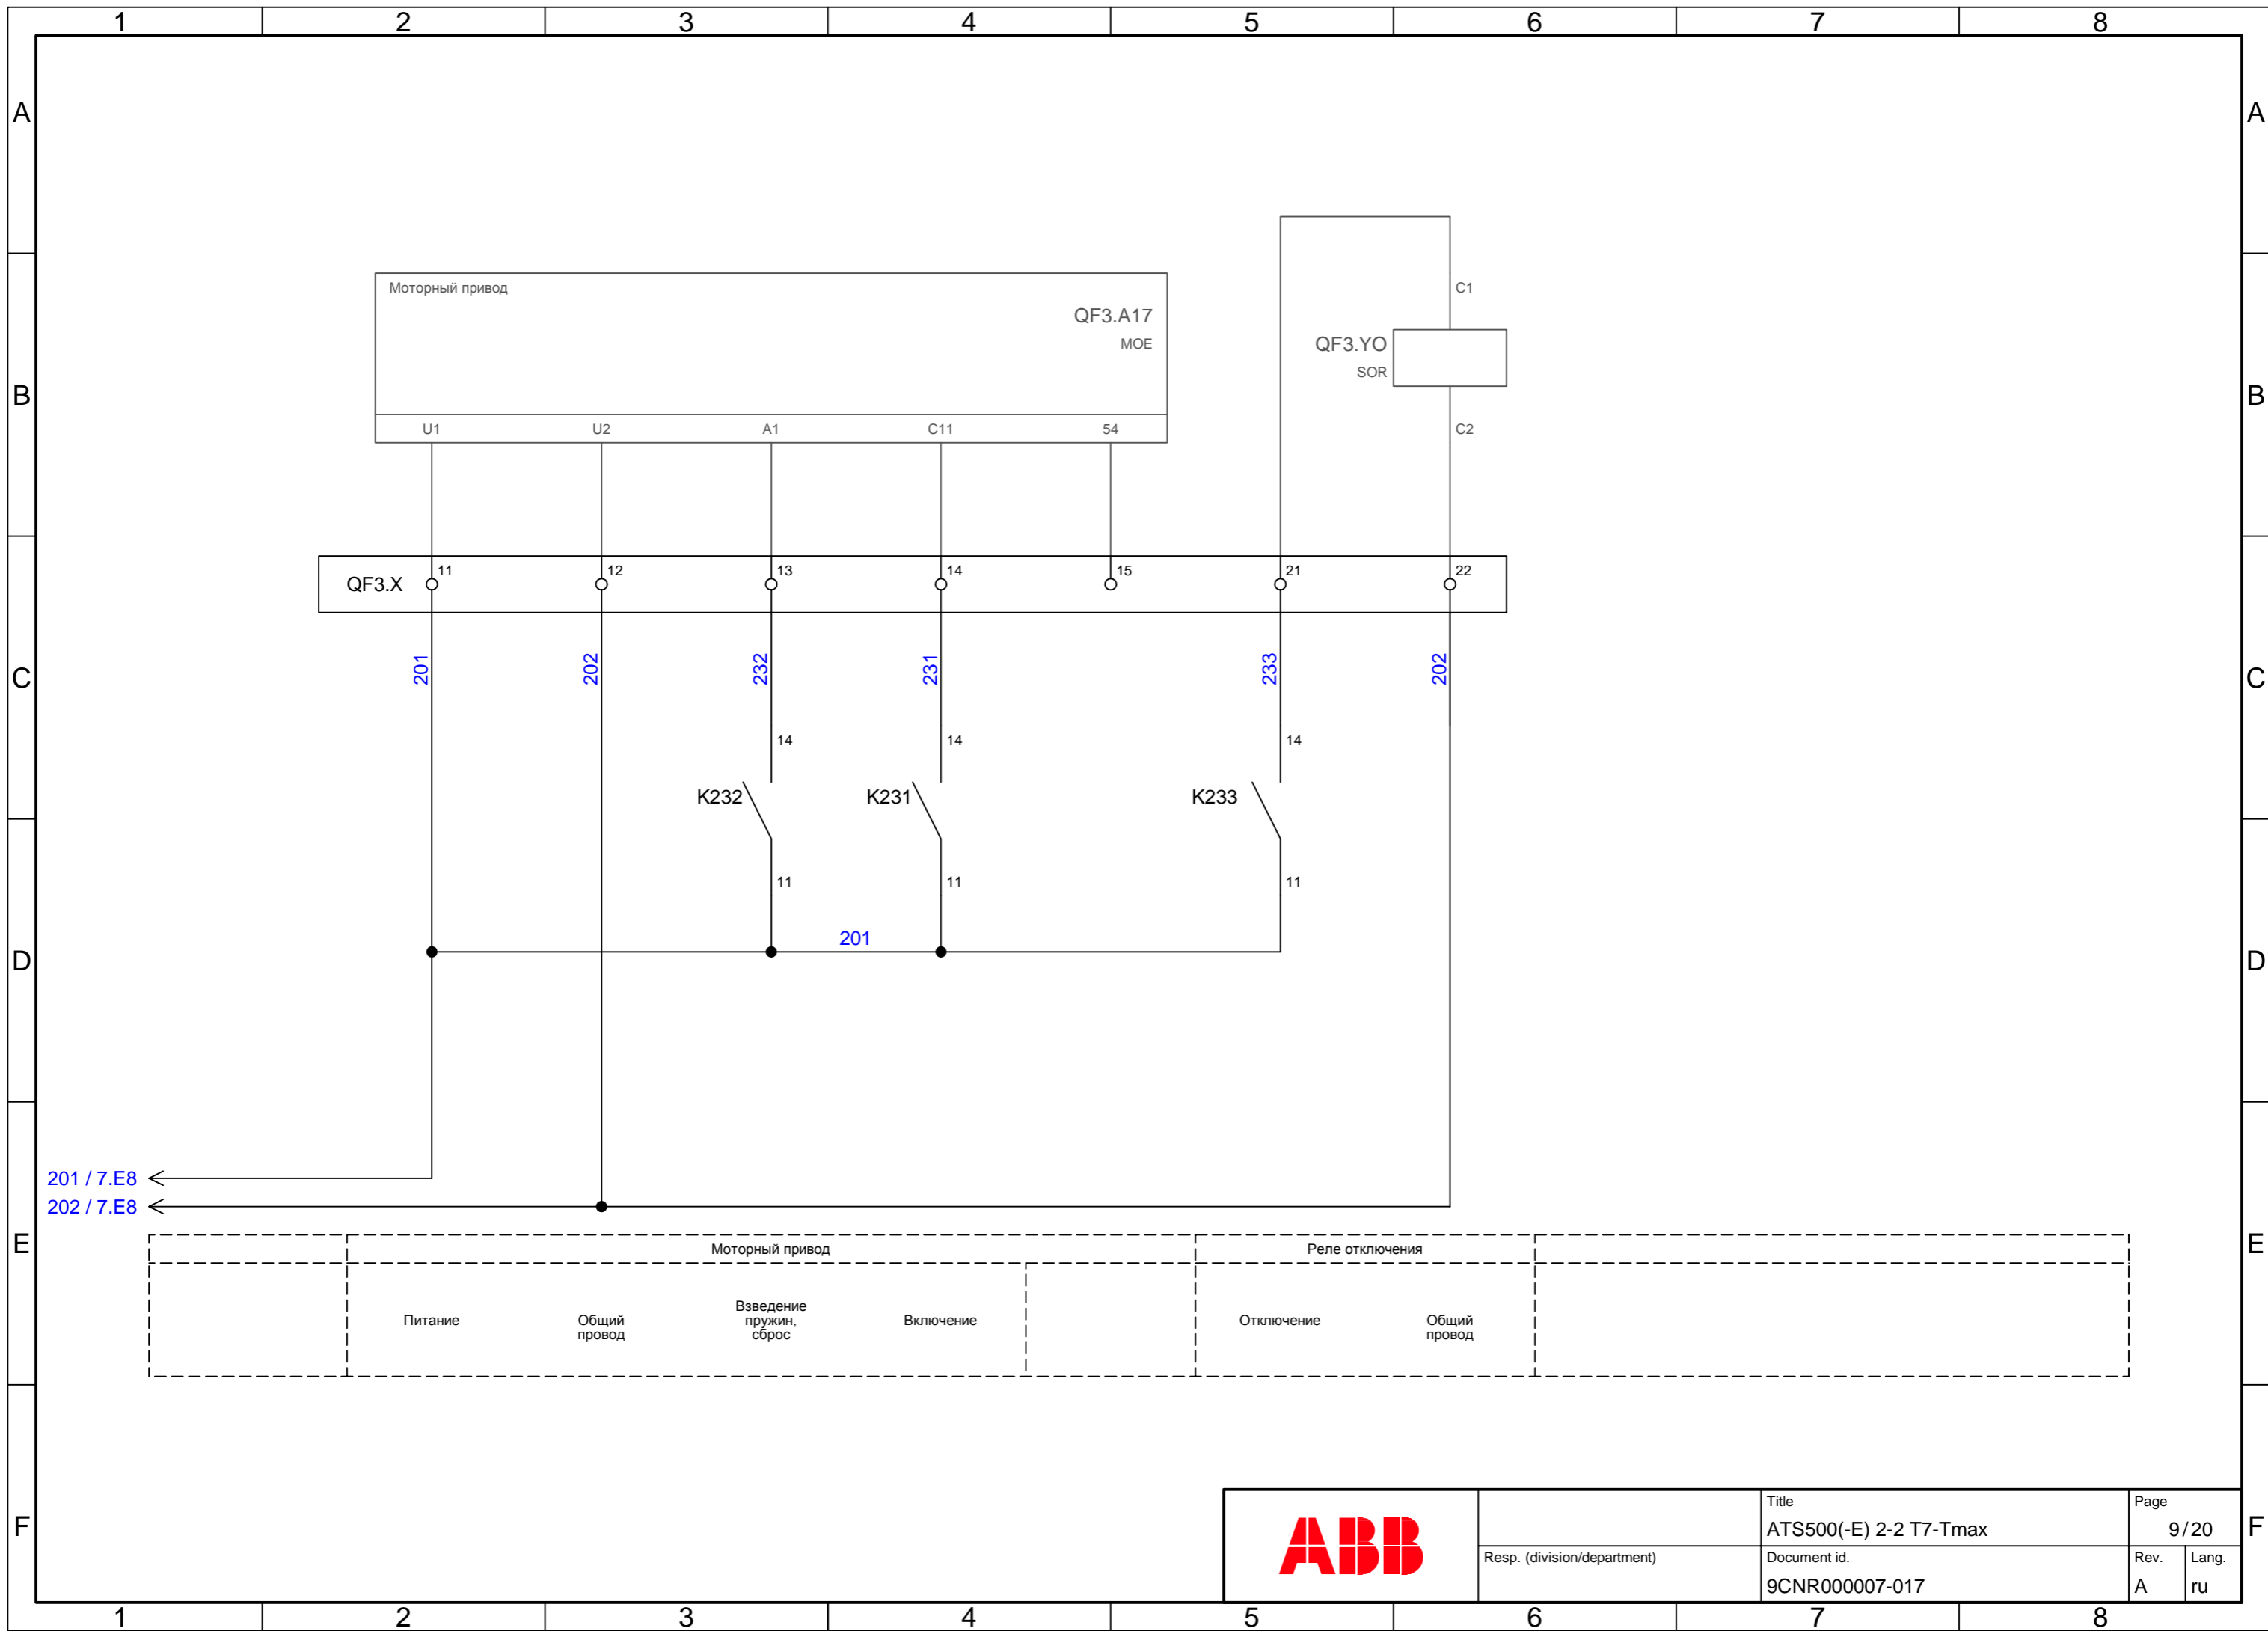 1 2 3 4 5 6 7 8
A A
Моторный привод
C1
QF3.A17
MOE
QF3.YO
SOR
B B
U1 U2 A1 C11 54 C2
QF3.X 11 12 13 14 15 21 22
C 201 202 232 231 233 202 C
14 14 14
K232 K231 K233
11 11 11
201
D D
201 / 7.E8
202 / 7.E8
E E
Моторный привод Реле отключения
Питание
Общий
провод
Взведение
пружин,
сброс
Включение
Отключение
Общий
провод
F F
ABB
Title
ATS500(-E) 2-2 T7-Tmax
Page
9/20
Resp. (division/department)
Document id.
9CNR000007-017
Rev.
A
Lang.
ru
1 2 3 4 5 6 7 8